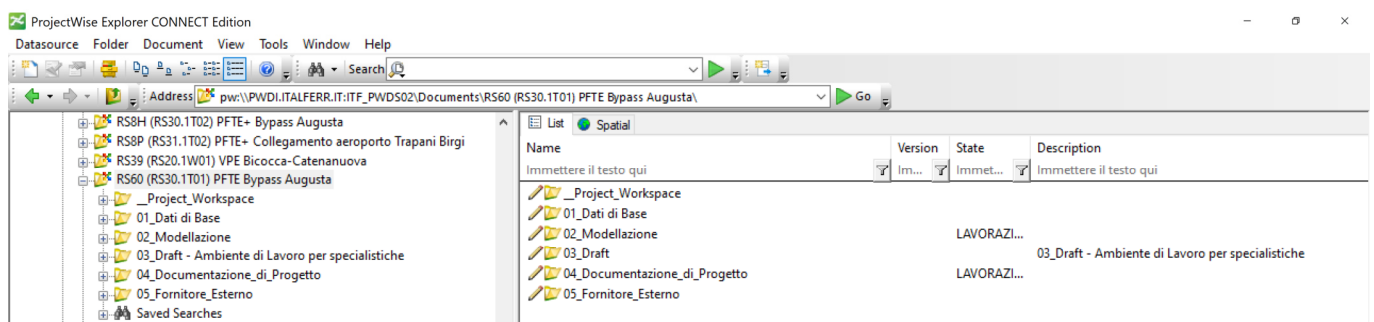 ProjectWise Explorer CONNECT Edition
Datasource Folder Document View Tools Window Help
Search
Address pw:\\PWDI.ITALFERR.IT:ITF_PWDS02\Documents\RS60 (RS30.1T01) PFTE Bypass Augusta\ Go
RS8H (RS30.1T02) PFTE+ Bypass Augusta
RS8P (RS31.1T02) PFTE+ Collegamento aeroporto Trapani Birgi
RS39 (RS20.1W01) VPE Bicocca-Catenanuova
RS60 (RS30.1T01) PFTE Bypass Augusta
__Project_Workspace
01_Dati di Base
02_Modellazione
03_Draft - Ambiente di Lavoro per specialistiche
04_Documentazione_di_Progetto
05_Fornitore_Esterno
Saved Searches
List Spatial
Name Version State Description
Immettere il testo qui Im... Immet... Immettere il testo qui
__Project_Workspace
01_Dati di Base
02_Modellazione LAVORAZI...
03_Draft 03_Draft - Ambiente di Lavoro per specialistiche
04_Documentazione_di_Progetto LAVORAZI...
05_Fornitore_Esterno